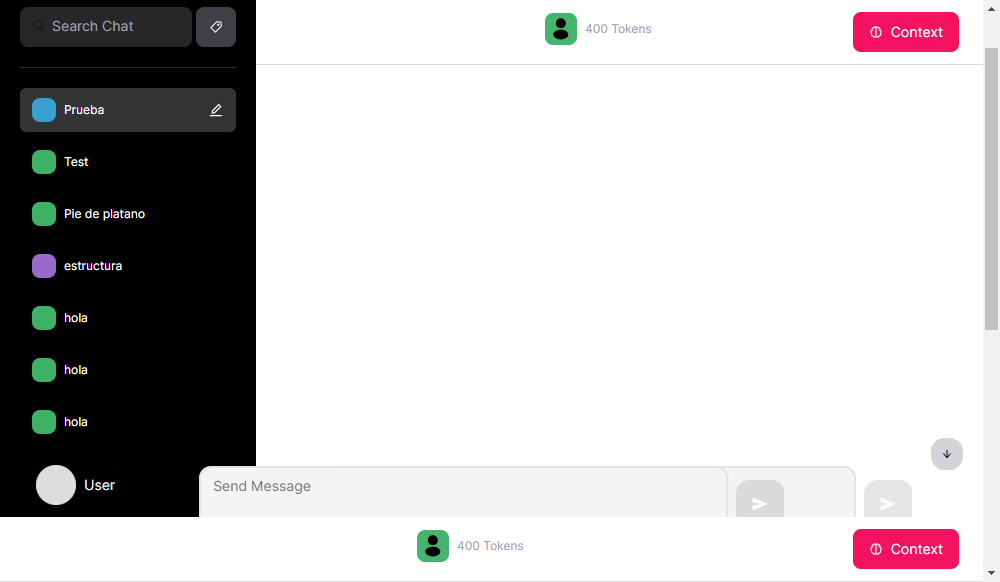 Search Chat
400 Tokens
Context
Prueba
Test
Pie de platano
estructura
hola
hola
hola
User
Send Message
400 Tokens
Context